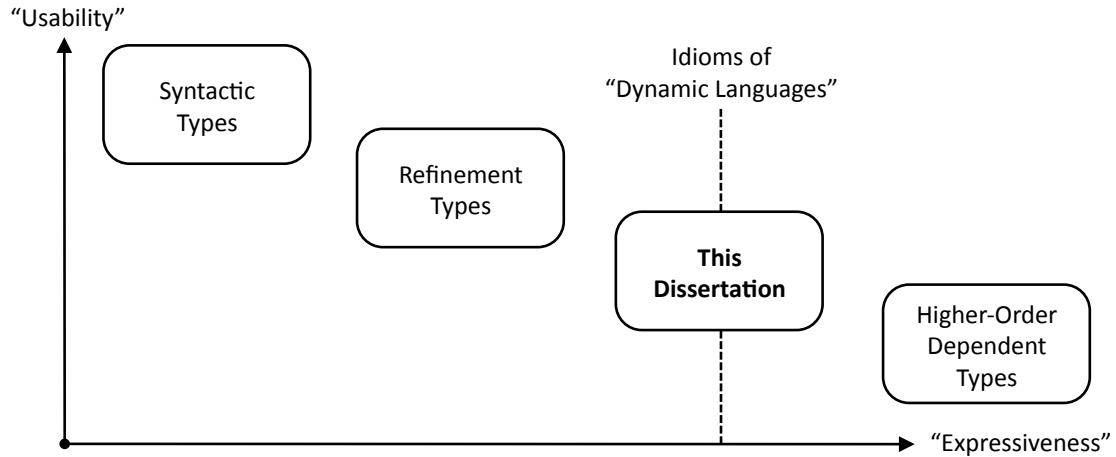 “Usability”
Syntactic
Types
Idioms of
“Dynamic Languages”
Refinement
Types
This
Dissertation
Higher-Order
Dependent
Types
“Expressiveness”